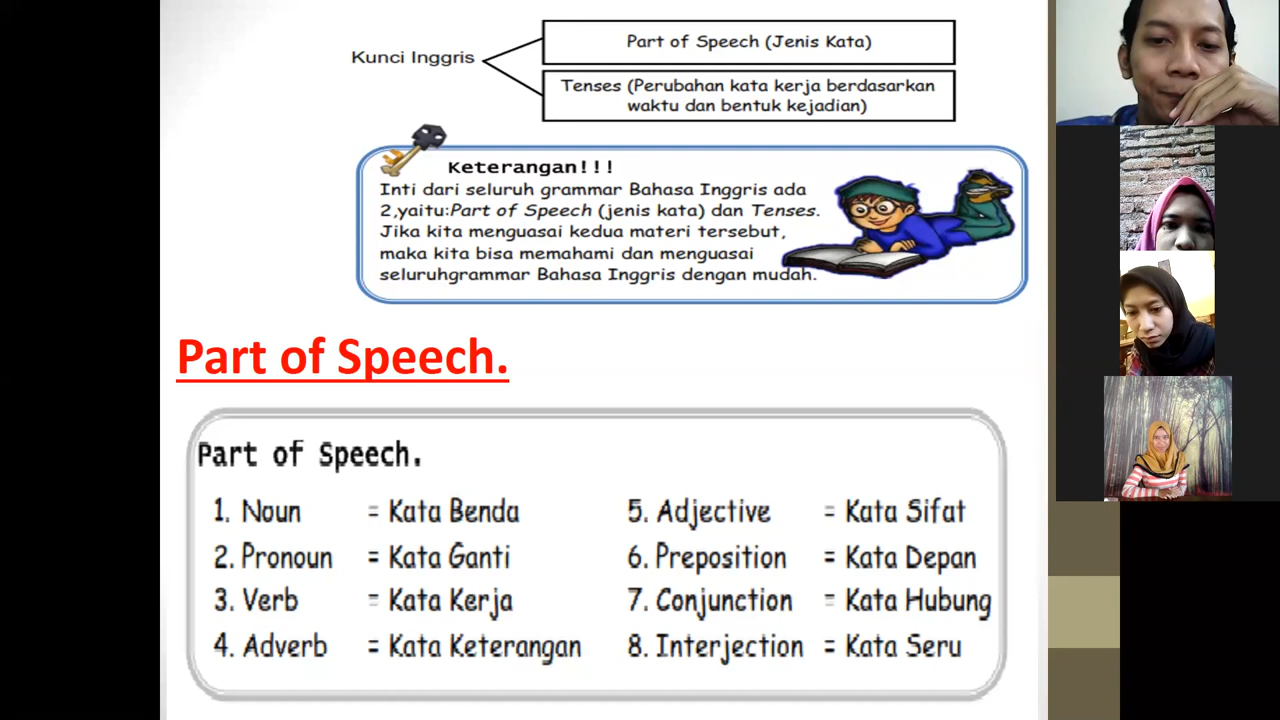 Kunci Inggris
Part of Speech (Jenis Kata)
Tenses (Perubahan kata kerja berdasarkan
waktu dan bentuk kejadian)
Keterangan!!!
Inti dari seluruh grammar Bahasa Inggris ada
2,yaitu:Part of Speech (jenis kata) dan Tenses.
Jika kita menguasai kedua materi tersebut,
maka kita bisa memahami dan menguasai
seluruhgrammar Bahasa Inggris dengan mudah.
Part of Speech.
Part of Speech.
1. Noun = Kata Benda
2. Pronoun = Kata Ganti
3. Verb = Kata Kerja
4. Adverb = Kata Keterangan
5. Adjective = Kata Sifat
6. Preposition = Kata Depan
7. Conjunction = Kata Hubung
8. Interjection = Kata Seru